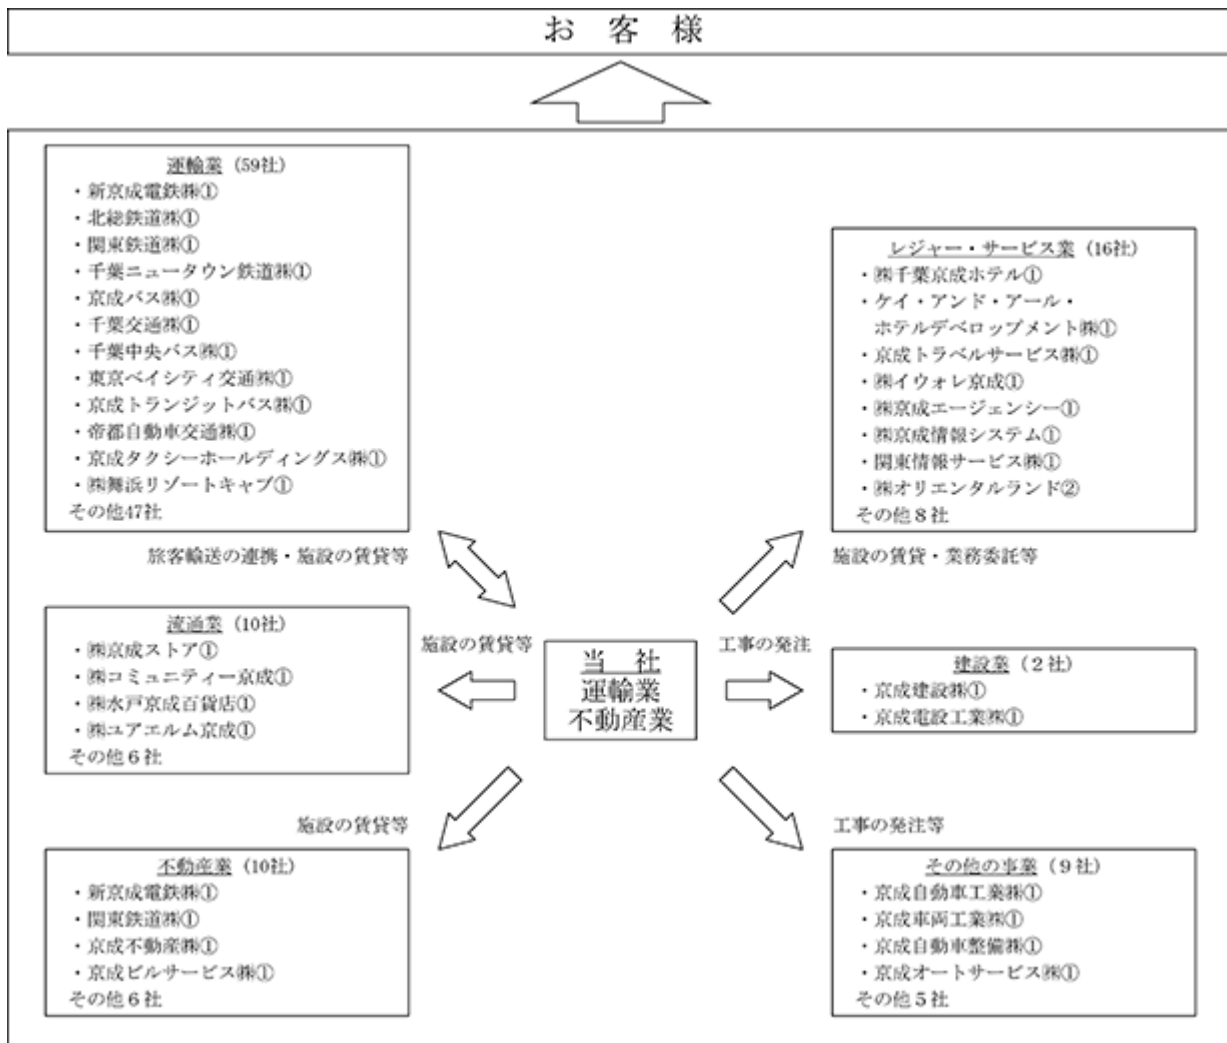 お 客 様
運輸業 (59社)
・新京成電鉄㈱①
・北総鉄道㈱①
・関東鉄道㈱①
・千葉ニュータウン鉄道㈱①
・京成バス㈱①
・千葉交通㈱①
・千葉中央バス㈱①
・東京ベイシティ交通㈱①
・京成トランジットバス㈱①
・帝都自動車交通㈱①
・京成タクシーホールディングス㈱①
・㈱舞浜リゾートキャブ①
その他47社
旅客輸送の連携・施設の賃貸等
レジャー・サービス業 (16社)
・㈱千葉京成ホテル①
・ケイ・アンド・アール・
ホテルデベロップメント㈱①
・京成トラベルサービス㈱①
・㈱イウォレ京成①
・㈱京成エージェンシー①
・㈱京成情報システム①
・関東情報サービス㈱①
・㈱オリエンタルランド②
その他8社
施設の賃貸・業務委託等
流通業 (10社)
・㈱京成ストア①
・㈱コミュニティー京成①
・㈱水戸京成百貨店①
・㈱ユアエルム京成①
その他6社
施設の賃貸等
当 社
運輸業
不動産業
工事の発注
建設業 (2社)
・京成建設㈱①
・京成電設工業㈱①
施設の賃貸等
不動産業 (10社)
・新京成電鉄㈱①
・関東鉄道㈱①
・京成不動産㈱①
・京成ビルサービス㈱①
その他6社
工事の発注等
その他の事業 (9社)
・京成自動車工業㈱①
・京成車両工業㈱①
・京成自動車整備㈱①
・京成オートサービス㈱①
その他5社